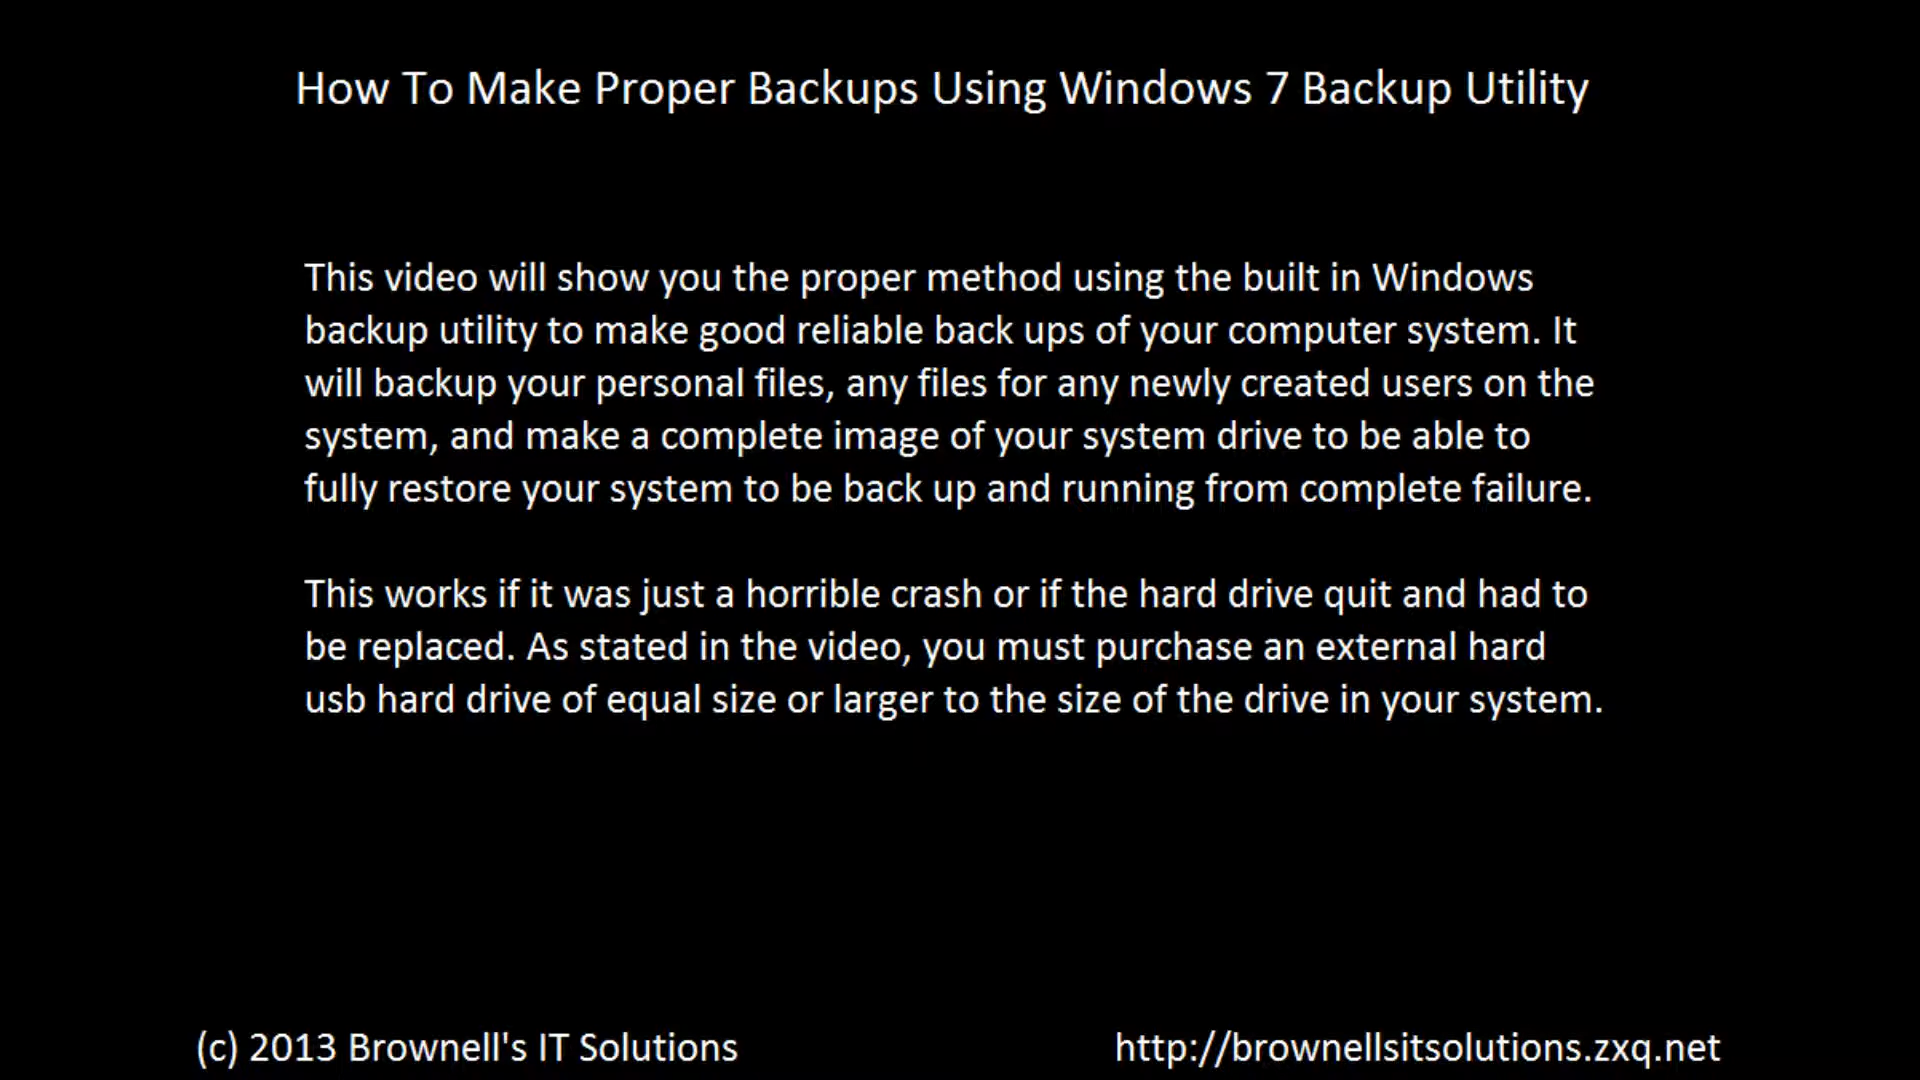 How To Make Proper Backups Using Windows 7 Backup Utility
This video will show you the proper method using the built in Windows
backup utility to make good reliable back ups of your computer system. It
will backup your personal files, any files for any newly created users on the
system, and make a complete image of your system drive to be able to
fully restore your system to be back up and running from complete failure.
This works if it was just a horrible crash or if the hard drive quit and had to
be replaced. As stated in the video, you must purchase an external hard
usb hard drive of equal size or larger to the size of the drive in your system.
(c) 2013 Brownell's IT Solutions
http://brownellsitsolutions.zxq.net